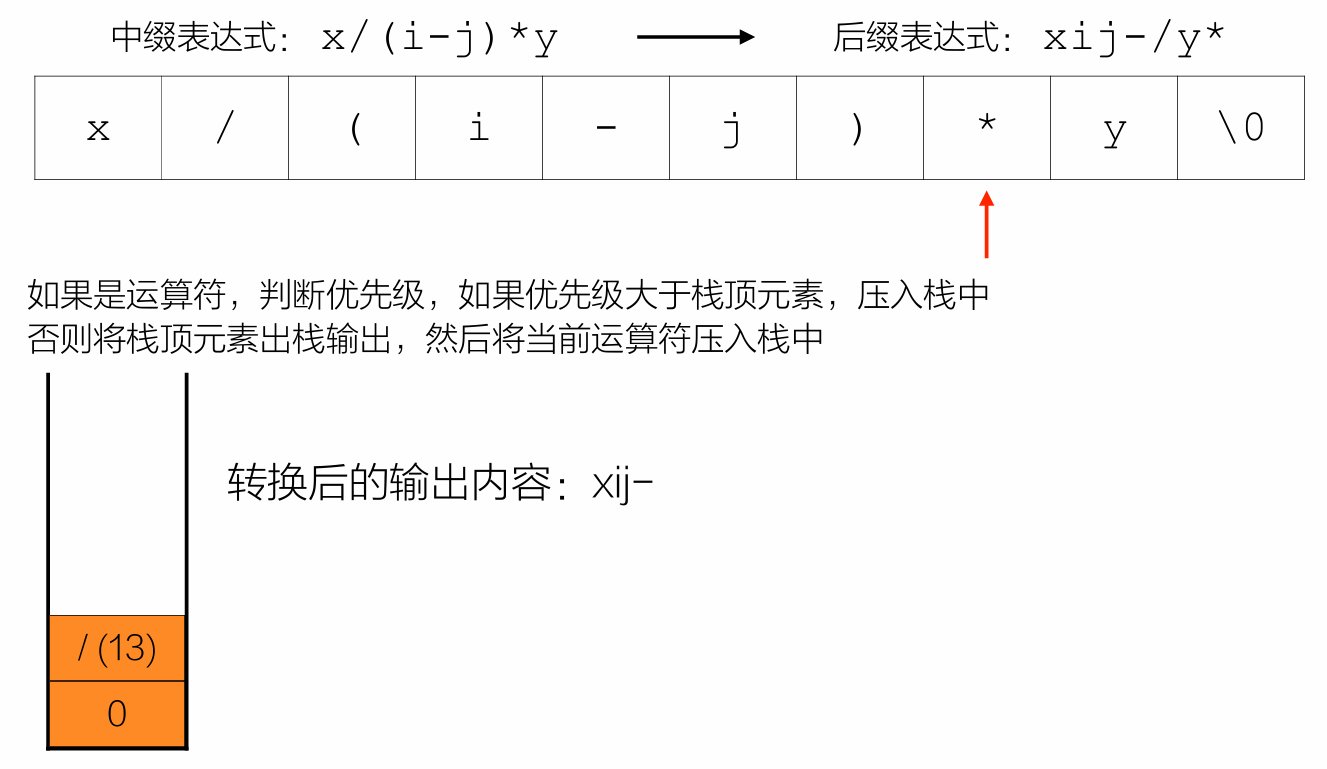 中缀表达式： x/(i-j)*y 后缀表达式： xij-/y*
x / ( i - j ) * y \0
如果是运算符，判断优先级，如果优先级大于栈顶元素，压入栈中
否则将栈顶元素出栈输出，然后将当前运算符压入栈中
转换后的输出内容：xij-
/ (13)
0